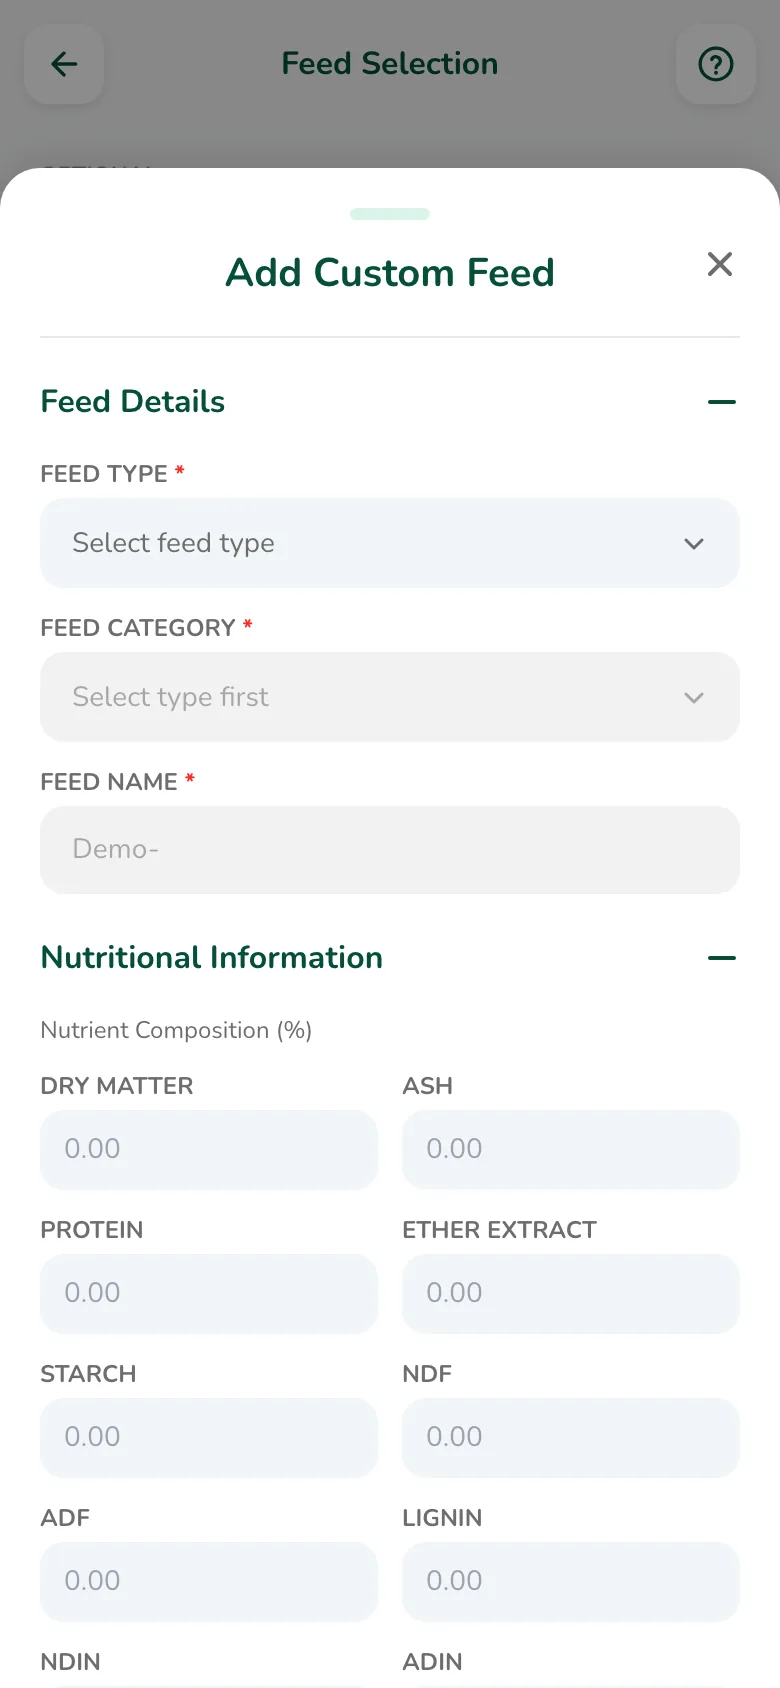 Feed Selection
Add Custom Feed
Feed Details
FEED TYPE *
Select feed type
FEED CATEGORY *
Select type first
FEED NAME *
Demo-
Nutritional Information
Nutrient Composition (%)
DRY MATTER ASH
0.00 0.00
PROTEIN ETHER EXTRACT
0.00 0.00
STARCH NDF
0.00 0.00
ADF LIGNIN
0.00 0.00
NDIN ADIN